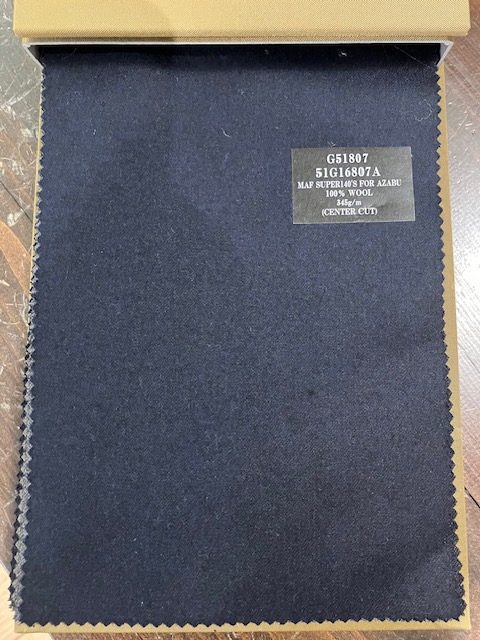 G51807
51G16807A
MAF SUPER140'S FOR AZABU
100% WOOL
345g/m
(CENTER CUT)